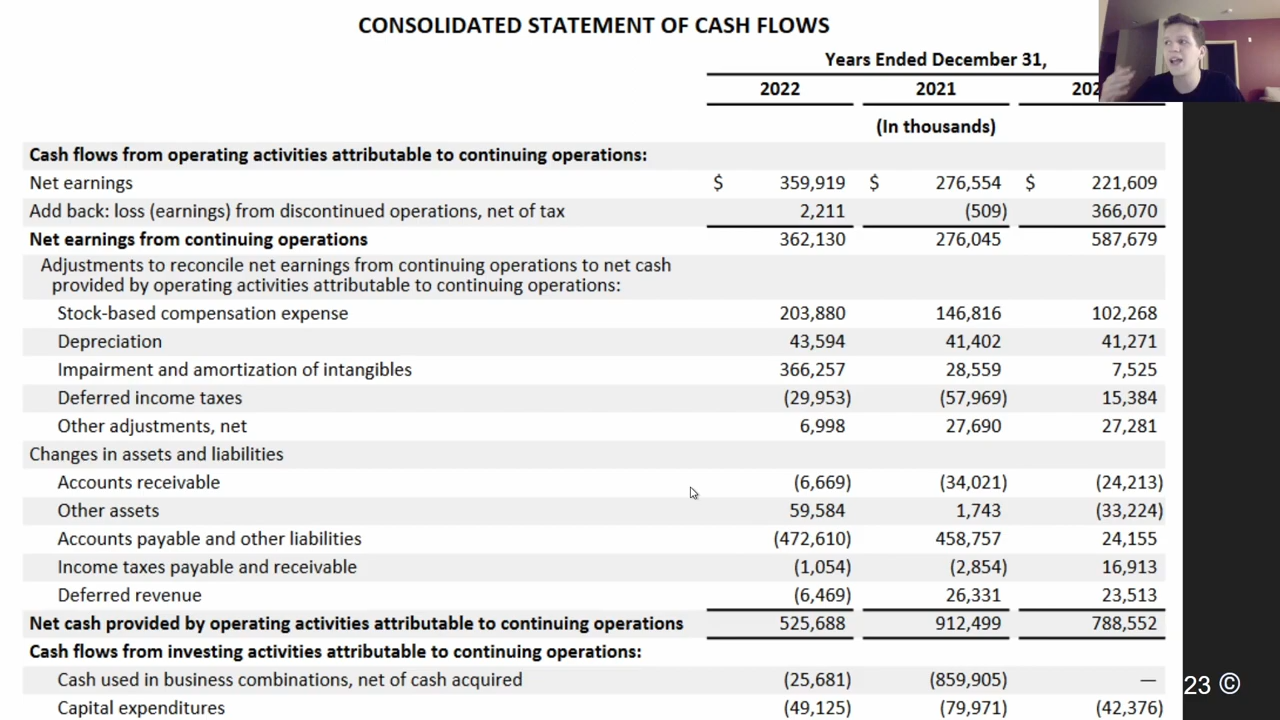 CONSOLIDATED STATEMENT OF CASH FLOWS
Years Ended December 31,
2022 2021
(In thousands)
Cash flows from operating activities attributable to continuing operations:
Net earnings $ 359,919 $ 276,554 $ 221,609
Add back: loss (earnings) from discontinued operations, net of tax 2,211 (509) 366,070
Net earnings from continuing operations 362,130 276,045 587,679
Adjustments to reconcile net earnings from continuing operations to net cash
provided by operating activities attributable to continuing operations:
Stock-based compensation expense 203,880 146,816 102,268
Depreciation 43,594 41,402 41,271
Impairment and amortization of intangibles 366,257 28,559 7,525
Deferred income taxes (29,953) (57,969) 15,384
Other adjustments, net 6,998 27,690 27,281
Changes in assets and liabilities
Accounts receivable (6,669) (34,021) (24,213)
Other assets 59,584 1,743 (33,224)
Accounts payable and other liabilities (472,610) 458,757 24,155
Income taxes payable and receivable (1,054) (2,854) 16,913
Deferred revenue (6,469) 26,331 23,513
Net cash provided by operating activities attributable to continuing operations 525,688 912,499 788,552
Cash flows from investing activities attributable to continuing operations:
Cash used in business combinations, net of cash acquired (25,681) (859,905) —
Capital expenditures (49,125) (79,971) (42,376)
23 ©